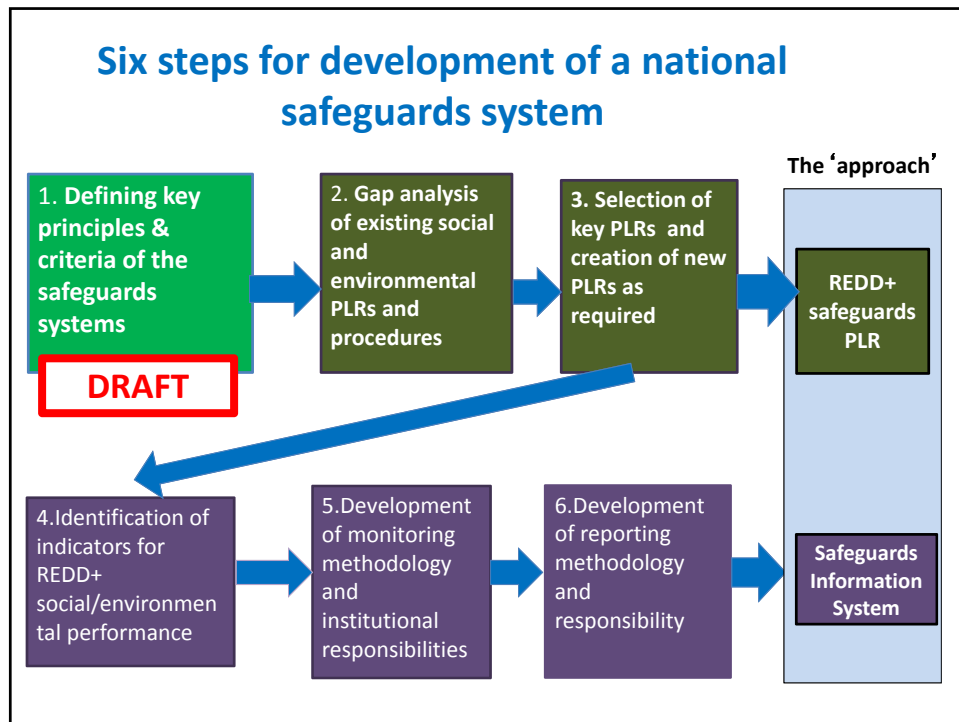 Six steps for development of a national
safeguards system
The ‘approach’
1. Defining key
principles &
criteria of the
safeguards
systems
DRAFT
2. Gap analysis
of existing social
and
environmental
PLRs and
procedures
3. Selection of
key PLRs and
creation of new
PLRs as
required
REDD+
safeguards
PLR
4.Identification of
indicators for
REDD+
social/environmen
tal performance
5.Development
of monitoring
methodology
and
institutional
responsibilities
6.Development
of reporting
methodology
and
responsibility
Safeguards
Information
System